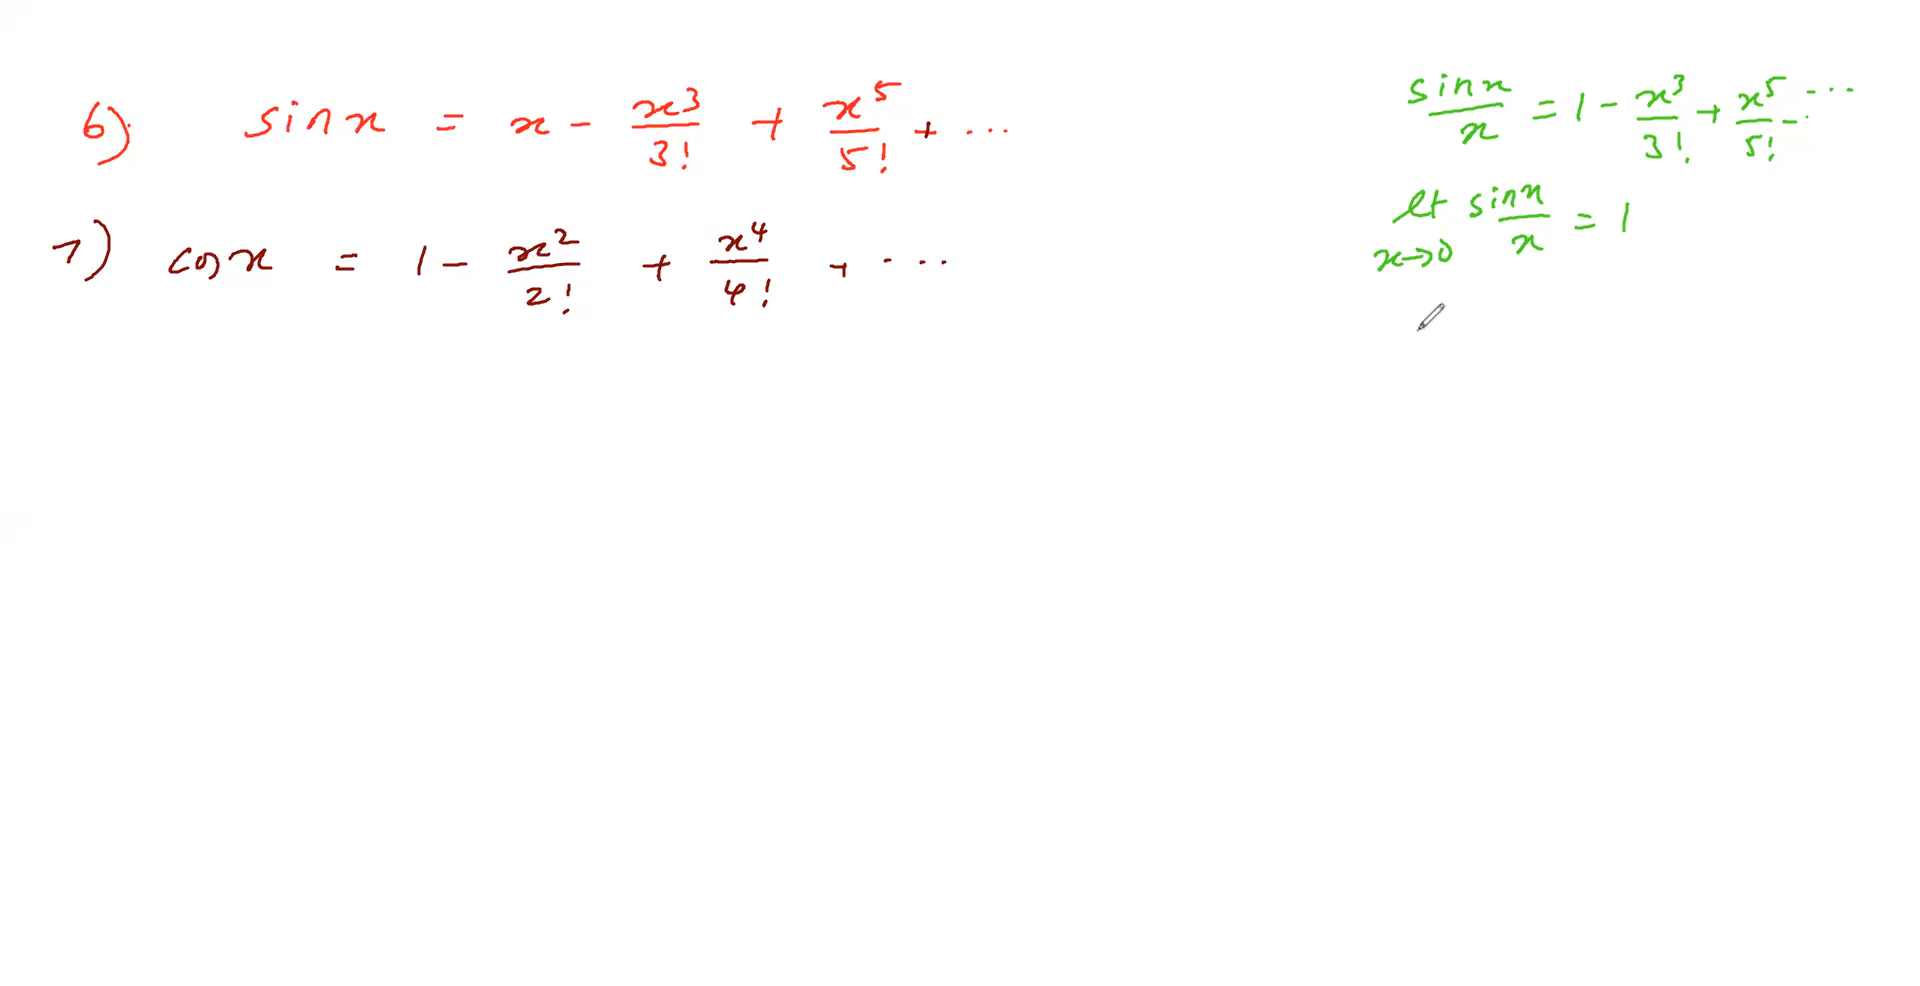 6) sin x = x - x³/3! + x⁵/5! + ...
7) cos x = 1 - x²/2! + x⁴/4! + ...
sin x/x = 1 - x³/3! + x⁵/5! - ...
lt x→0 sin x/x = 1